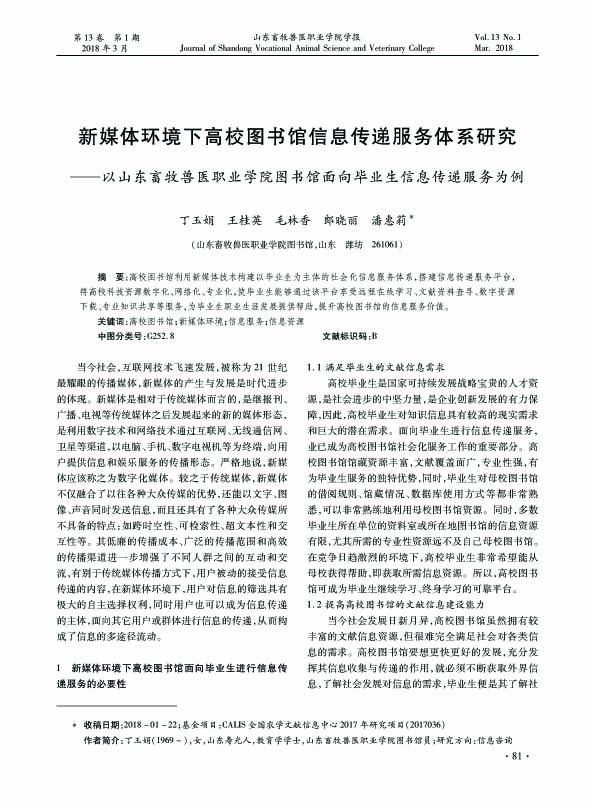 第13卷 第1期
2018年3月
山东畜牧兽医职业学院学报
Journal of Shandong Vocational Animal Science and Veterinary College
Vol.13 No.1
Mar. 2018
新媒体环境下高校图书馆信息传递服务体系研究
——以山东畜牧兽医职业学院图书馆面向毕业生信息传递服务为例
丁玉娟 王桂英 毛林香 郎晓丽 潘惠莉*
(山东畜牧兽医职业学院图书馆,山东 潍坊 261061)
摘 要:高校图书馆利用新媒体技术构建以毕业生为主体的社会化信息服务体系,搭建信息传递服务平台,
将高校科技资源数字化、网络化、专业化,使毕业生能够通过该平台享受远程在线学习、文献资料查寻、数字资源
下载、专业知识共享等服务,为毕业生职业生涯发展提供帮助,提升高校图书馆的信息服务价值。
关键词:高校图书馆;新媒体环境;信息服务;信息资源
中图分类号:G252.8 文献标识码:B
当今社会,互联网技术飞速发展,被称为21世纪
最耀眼的传播媒体,新媒体的产生与发展是时代进步
的体现。新媒体是相对于传统媒体而言的,是继报刊、
广播、电视等传统媒体之后发展起来的新的媒体形态,
是利用数字技术和网络技术通过互联网、无线通信网、
卫星等渠道,以电脑、手机、数字电视机等为终端,向用
户提供信息和娱乐服务的传播形态。严格地说,新媒
体应该称之为数字化媒体。较之于传统媒体,新媒体
不仅融合了以往各种大众传媒的优势,还能以文字、图
像、声音同时发送信息,而且还具有了各种大众传媒所
不具备的特点:如跨时空性、可检索性、超文本性和交
互性等。其低廉的传播成本、广泛的传播范围和高效
的传播渠道进一步增强了不同人群之间的互动和交
流,有别于传统媒体传播方式下,用户被动的接受信息
传递的内容,在新媒体环境下,用户对信息的筛选具有
极大的自主选择权利,同时用户也可以成为信息传递
的主体,面向其它用户或群体进行信息的传递,从而构
成了信息的多途径流动。
1 新媒体环境下高校图书馆面向毕业生进行信息传
递服务的必要性
1.1 满足毕业生的文献信息需求
高校毕业生是国家可持续发展战略宝贵的人才资
源,是社会进步的中坚力量,是企业创新发展的有力保
障,因此,高校毕业生对知识信息具有较高的现实需求
和巨大的潜在需求。面向毕业生进行信息传递服务,
业已成为高校图书馆社会化服务工作的重要部分。高
校图书馆馆藏资源丰富,文献覆盖面广,专业性强,有
为毕业生服务的独特优势,同时,毕业生对母校图书馆
的借阅规则、馆藏情况、数据库使用方式等都非常熟
悉,可以非常熟练地利用母校图书馆资源。同时,多数
毕业生所在单位的资料室或所在地图书馆的信息资源
有限,尤其所需的专业性资源远不及自己母校图书馆。
在竞争日趋激烈的环境下,高校毕业生非常希望能从
母校获得帮助,即获取所需信息资源。所以,高校图书
馆可成为毕业生继续学习、终身学习的可靠平台。
1.2 提高高校图书馆的文献信息建设能力
当今社会发展日新月异,高校图书馆虽然拥有较
丰富的文献信息资源,但很难完全满足社会对各类信
息的需求。高校图书馆要想更快更好的发展,充分发
挥其信息收集与传递的作用,就必须不断获取外界信
息,了解社会发展对信息的需求,毕业生便是其了解社
* 收稿日期:2018-01-22;基金项目:CALIS全国农学文献信息中心2017年研究项目(2017036)
作者简介:丁玉娟(1969~),女,山东寿光人,教育学学士,山东畜牧兽医职业学院图书馆员;研究方向:信息咨询
·81·